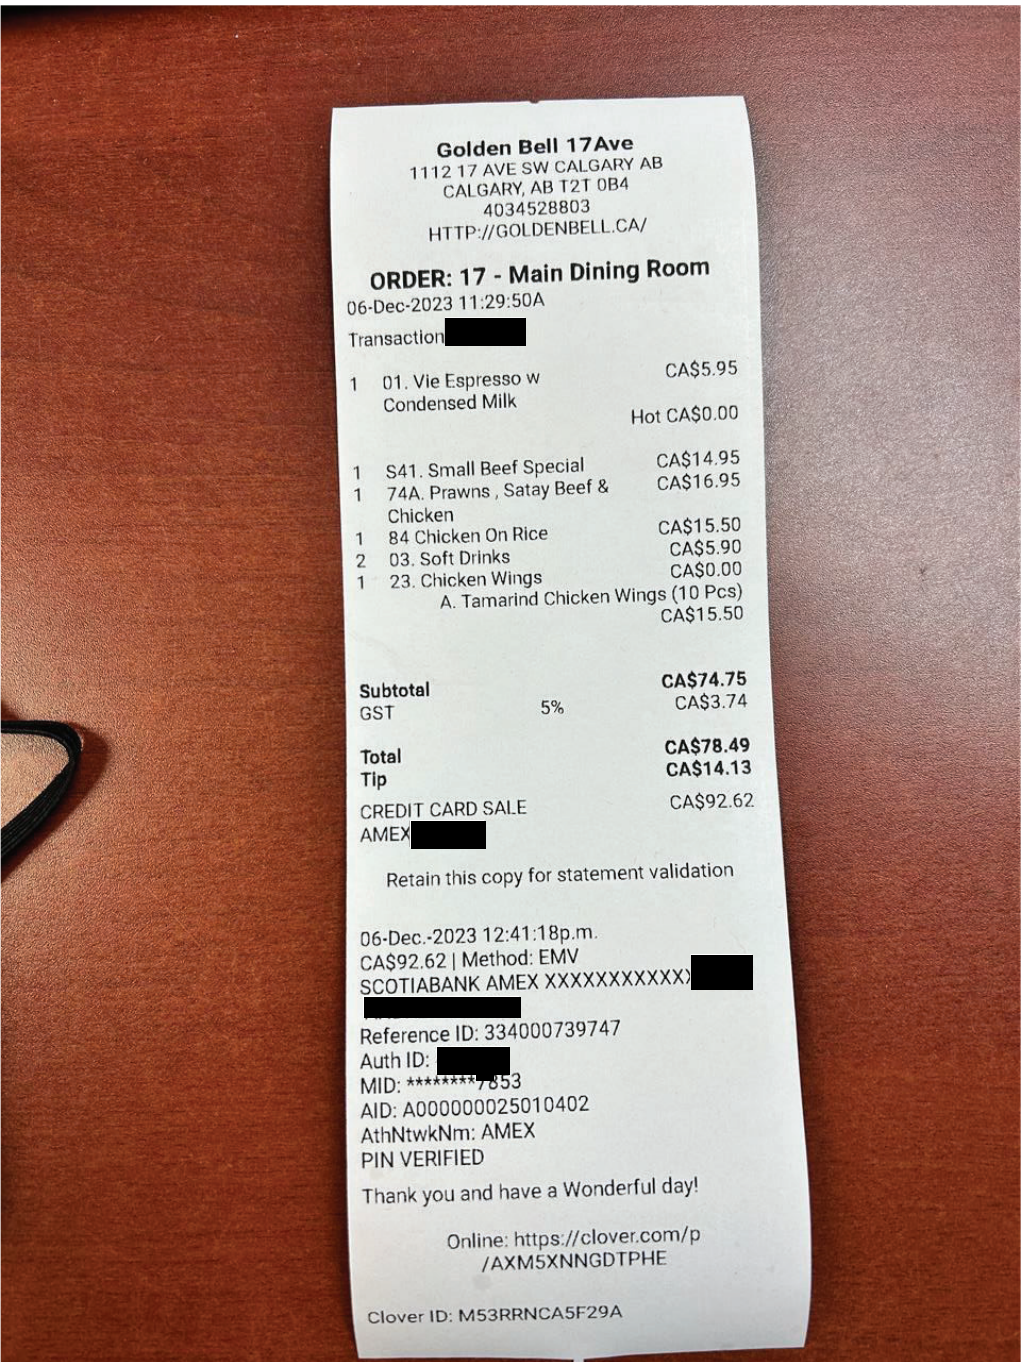 Golden Bell 17Ave
1112 17 AVE SW CALGARY AB
CALGARY, AB T2T 0B4
4034528803
HTTP://GOLDENBELL.CA/
ORDER: 17 - Main Dining Room
06-Dec-2023 11:29:50A
Transaction
1 01. Vie Espresso w CA$5.95
Condensed Milk
Hot CA$0.00
1 S41. Small Beef Special CA$14.95
1 74A. Prawns , Satay Beef & CA$16.95
Chicken
1 84 Chicken On Rice CA$15.50
2 03. Soft Drinks CA$5.90
1 23. Chicken Wings CA$0.00
A. Tamarind Chicken Wings (10 Pcs)
CA$15.50
Subtotal CA$74.75
GST 5% CA$3.74
Total CA$78.49
Tip CA$14.13
CREDIT CARD SALE CA$92.62
AMEX
Retain this copy for statement validation
06-Dec.-2023 12:41:18p.m.
CA$92.62 | Method: EMV
SCOTIABANK AMEX XXXXXXXXXXXX
Reference ID: 334000739747
Auth ID:
MID: ********7853
AID: A000000025010402
AthNtwkNm: AMEX
PIN VERIFIED
Thank you and have a Wonderful day!
Online: https://clover.com/p
/AXM5XNNGDTPHE
Clover ID: M53RRNCA5F29A